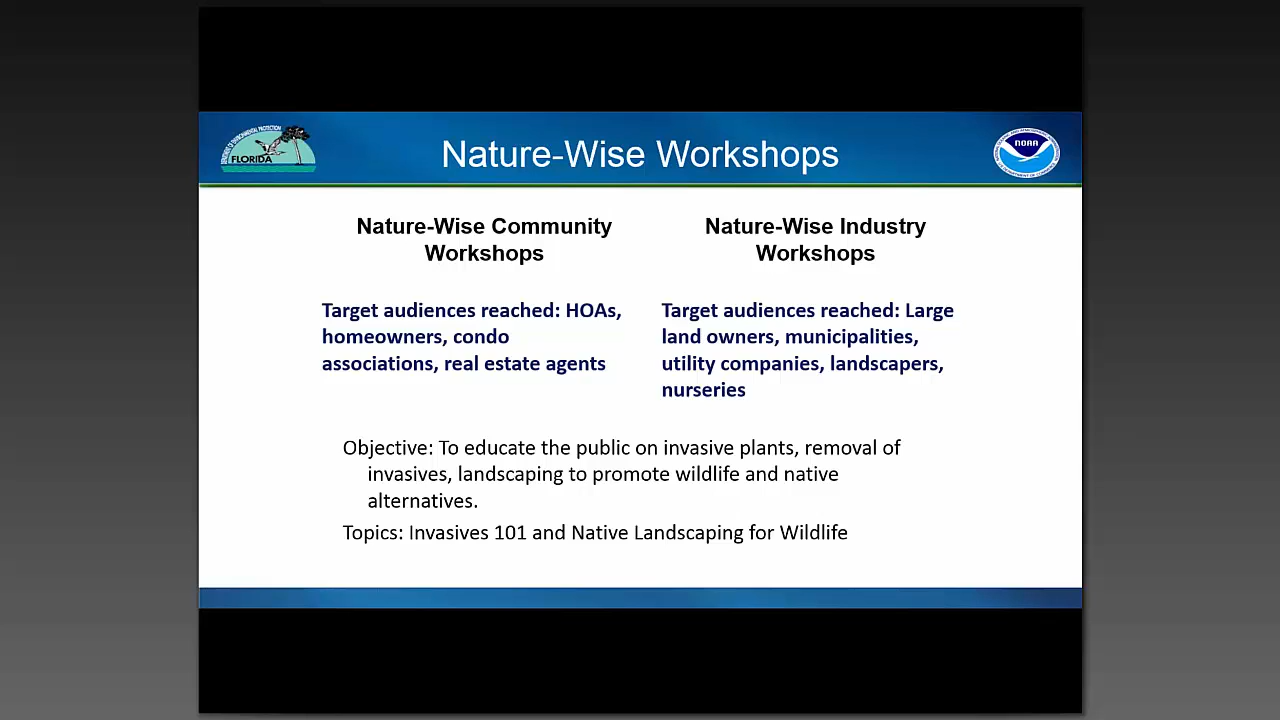 FLORIDA
Nature-Wise Workshops
NOAA
Nature-Wise Community
Workshops
Target audiences reached: HOAs,
homeowners, condo
associations, real estate agents
Nature-Wise Industry
Workshops
Target audiences reached: Large
land owners, municipalities,
utility companies, landscapers,
nurseries
Objective: To educate the public on invasive plants, removal of
invasives, landscaping to promote wildlife and native
alternatives.
Topics: Invasives 101 and Native Landscaping for Wildlife